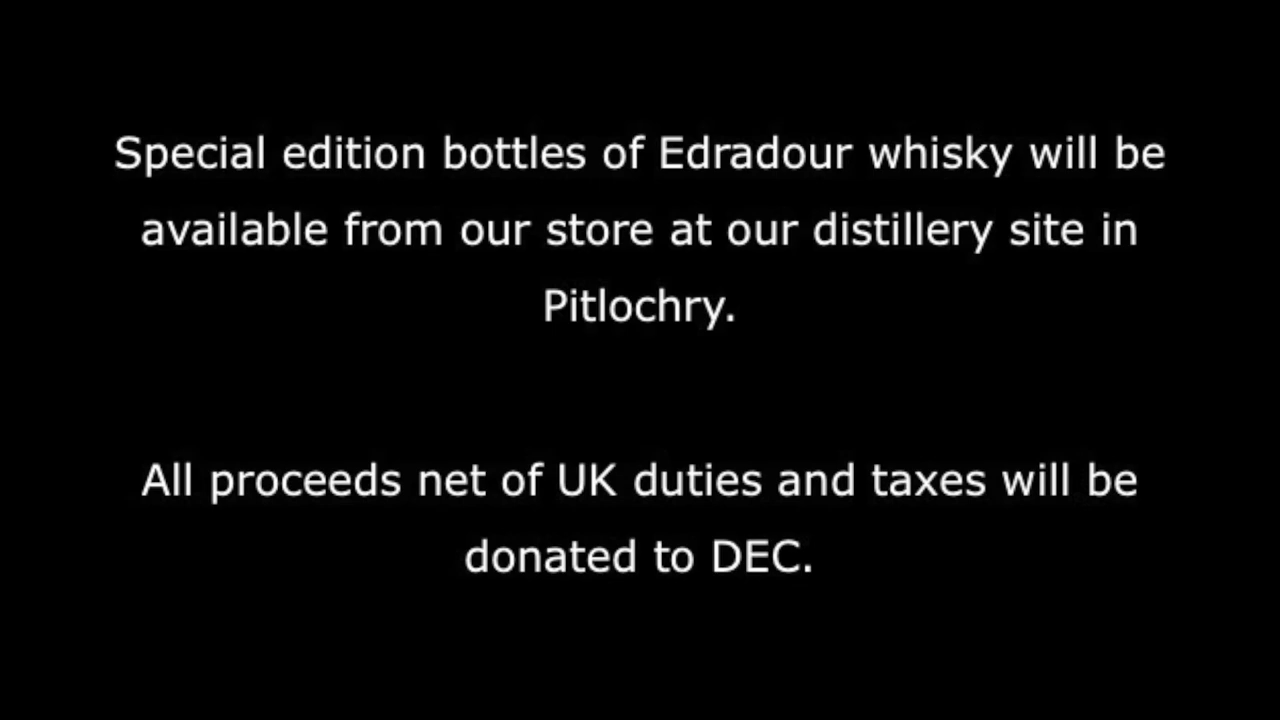 Special edition bottles of Edradour whisky will be
available from our store at our distillery site in
Pitlochry.
All proceeds net of UK duties and taxes will be
donated to DEC.